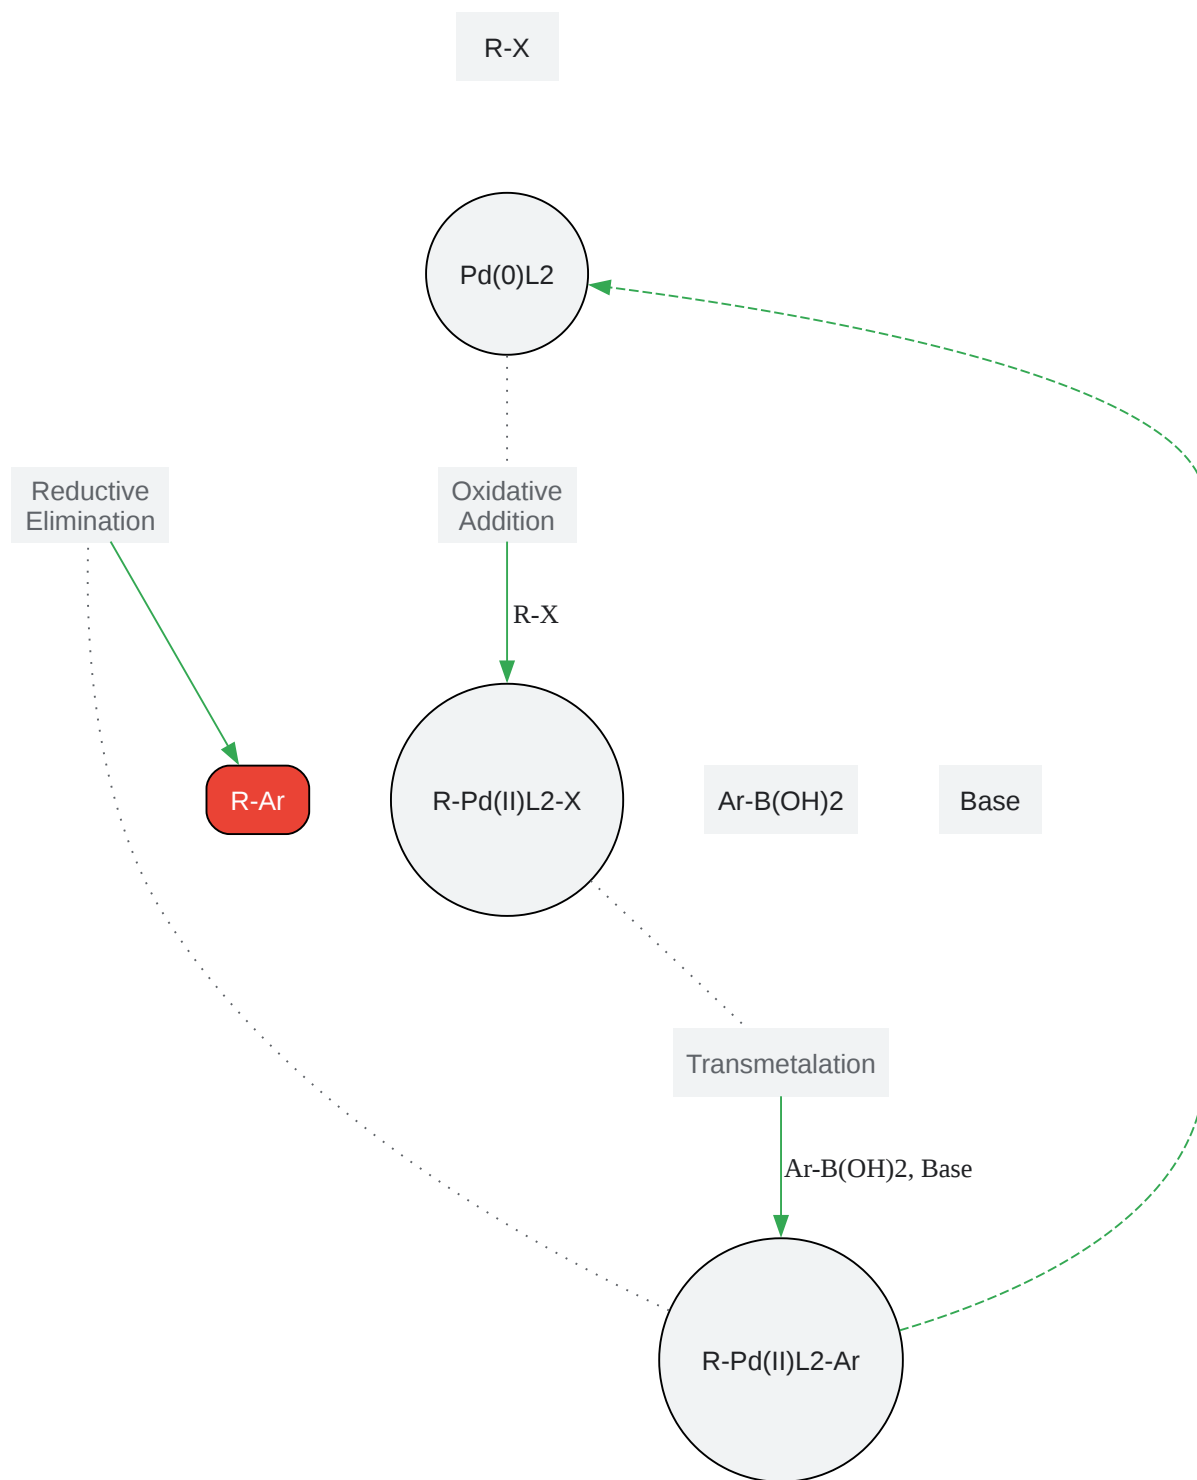 R-X
Pd(0)L2
Reductive
Elimination
Oxidative
Addition
R-X
R-Ar
R-Pd(II)L2-X
Ar-B(OH)2
Base
Transmetalation
Ar-B(OH)2, Base
R-Pd(II)L2-Ar